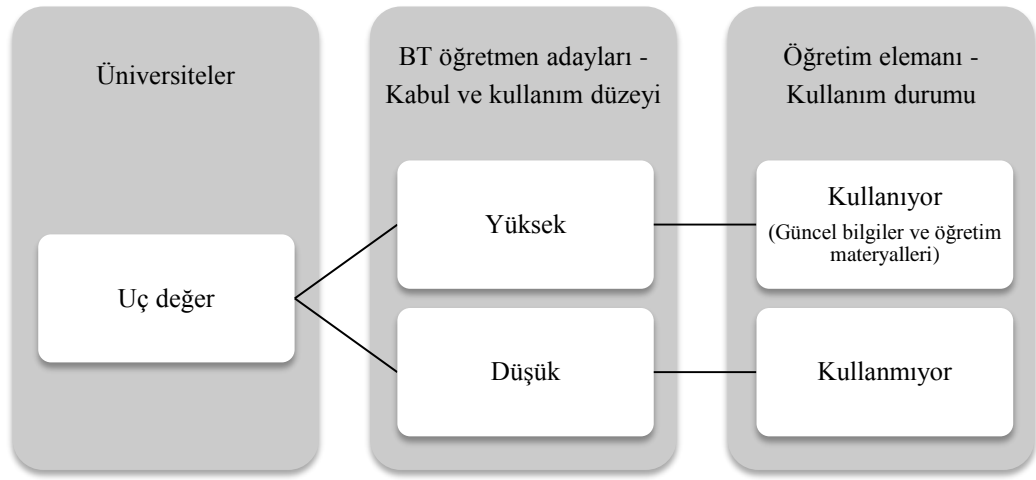 Üniversiteler
BT öğretmen adayları -
Kabul ve kullanım düzeyi
Öğretim elemanı -
Kullanım durumu
Uç değer
Yüksek
Kullanıyor
(Güncel bilgiler ve öğretim
materyalleri)
Düşük
Kullanmıyor